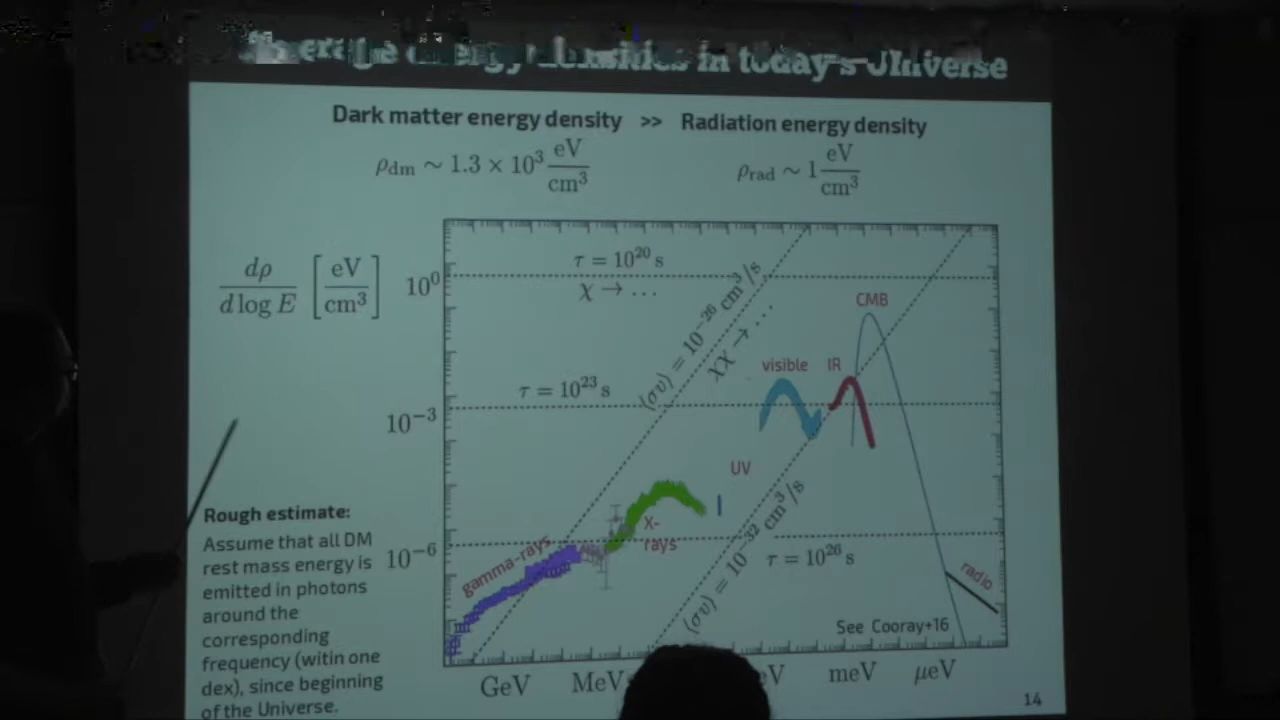 in today's Universe
Dark matter energy density >> Radiation energy density
ρdm ∼ 1.3 × 10³ eV/cm³
ρrad ∼ 1 eV/cm³
dρ/d log E [eV/cm³]
10⁰
10⁻³
10⁻⁶
τ = 10²⁰ s
χ → ...
⟨σv⟩ = 10⁻²⁶ cm³/s
χχ → ...
CMB
visible
IR
τ = 10²³ s
UV
X-
rays
gamma-rays
⟨σv⟩ = 10⁻³² cm³/s
τ = 10²⁶ s
radio
See Cooray+16
GeV
MeV
eV
meV
μeV
Rough estimate:
Assume that all DM
rest mass energy is
emitted in photons
around the
corresponding
frequency (witin one
dex), since beginning
of the Universe.
14